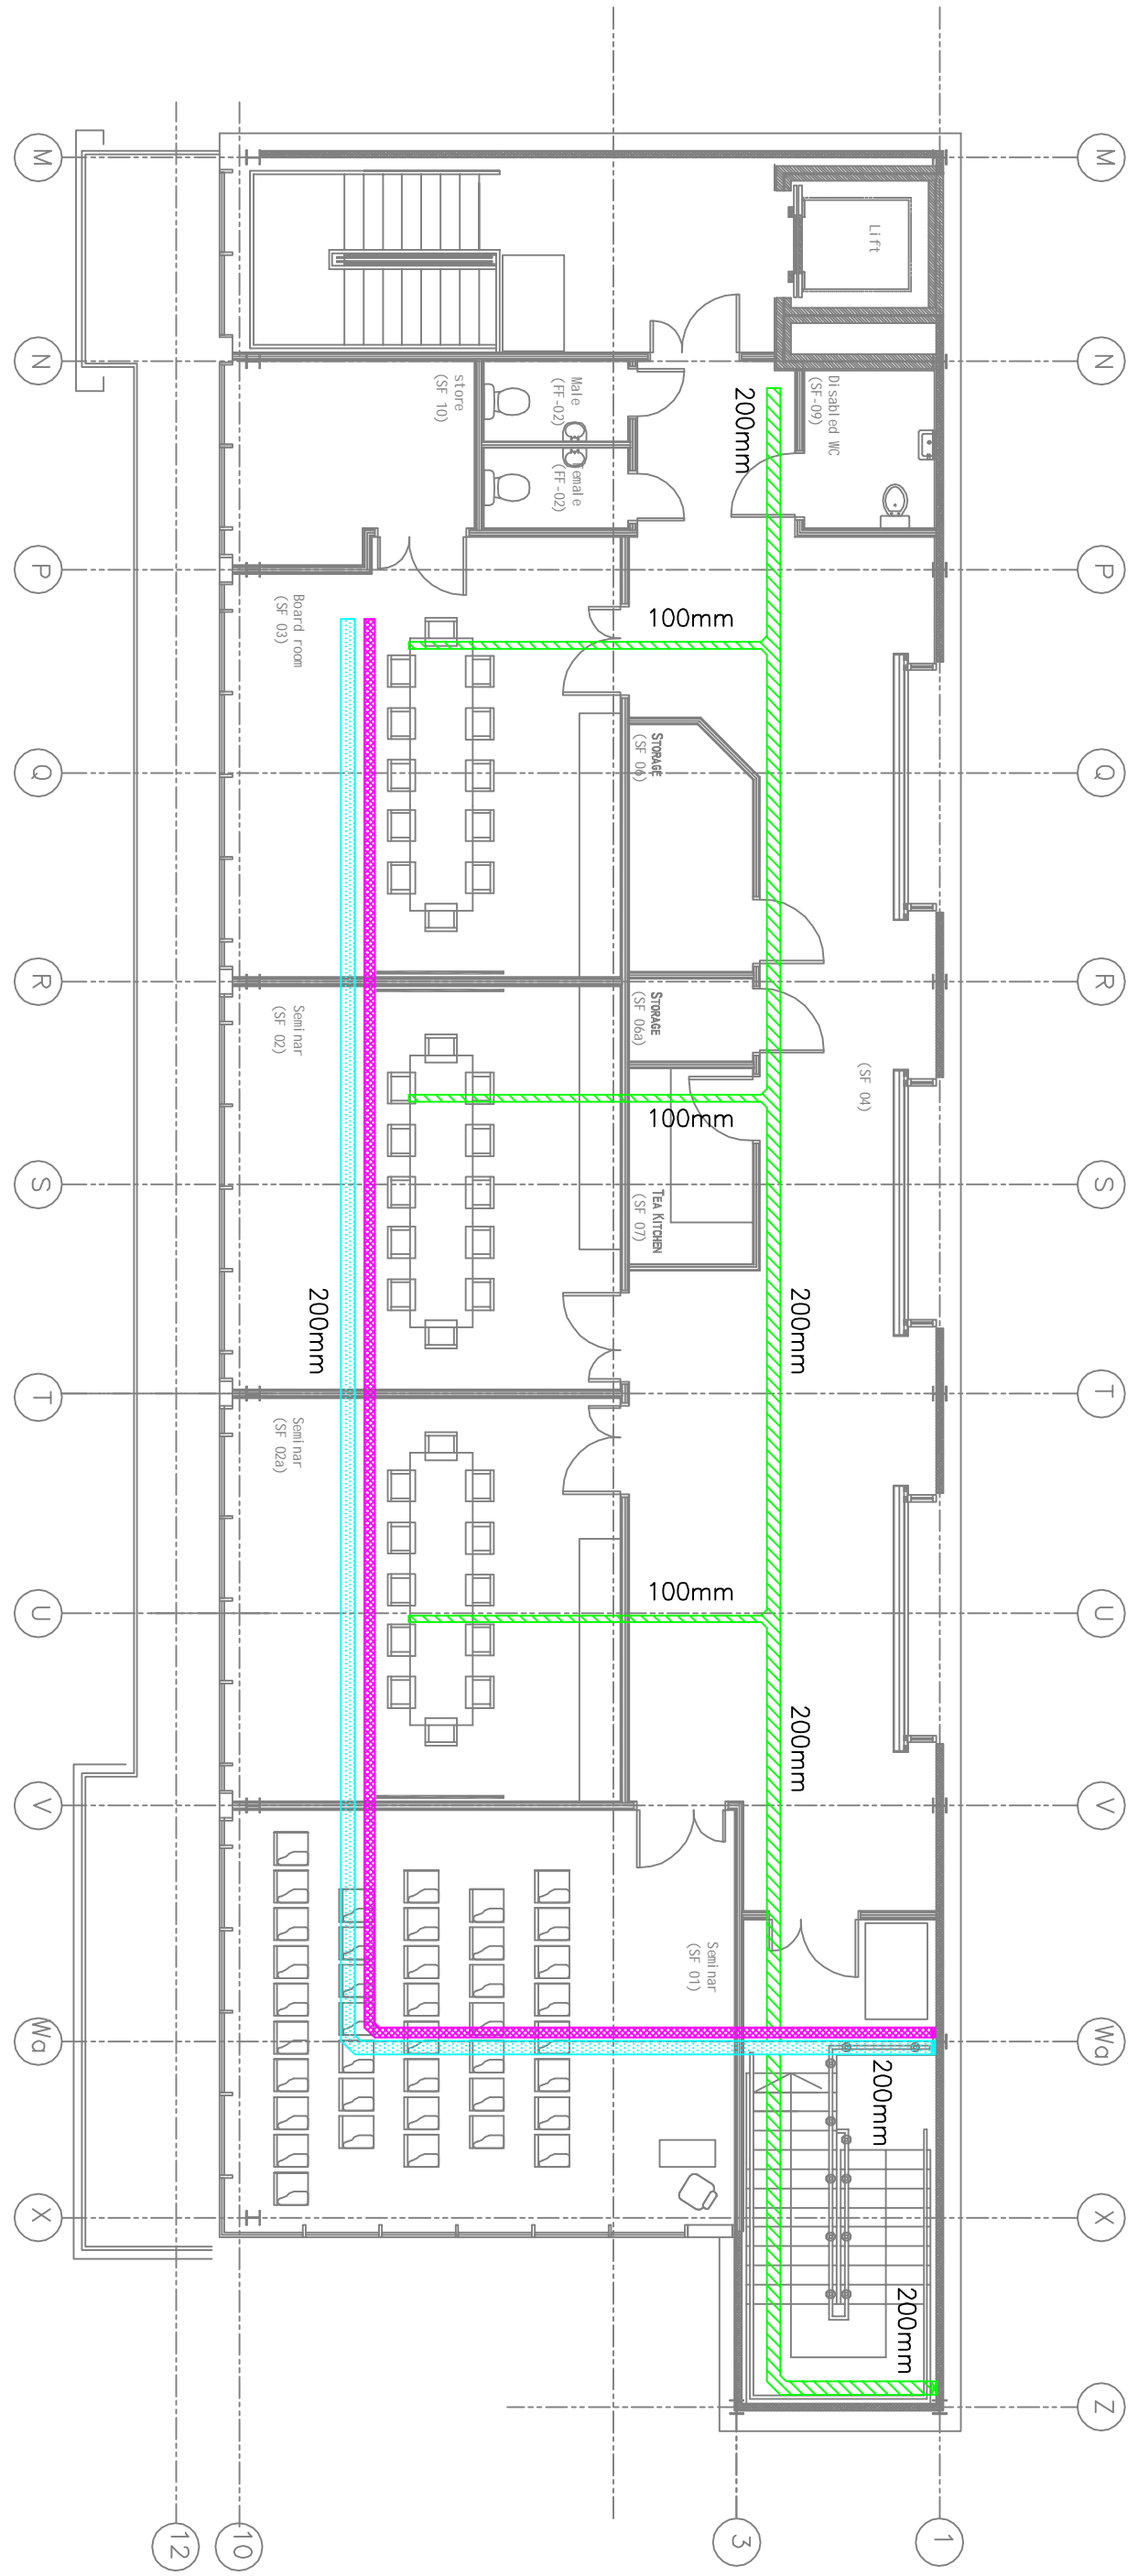 M
M
Lift
N
N
store
(SF 10)
Male
(FF-02)
emale
(FF-02)
Disabled WC
(SF-09)
200mm
P
P
Board room
(SF 03)
100mm
Q
Q
STORAGE
(SF 06)
R
R
Seminar
(SF 02)
STORAGE
(SF 06a)
(SF 04)
100mm
S
S
TEA KITCHEN
(SF 07)
200mm
200mm
T
T
Seminar
(SF 02a)
100mm
U
U
200mm
V
V
Seminar
(SF 01)
Wa
Wa
200mm
X
X
200mm
Z
12
10
3
1